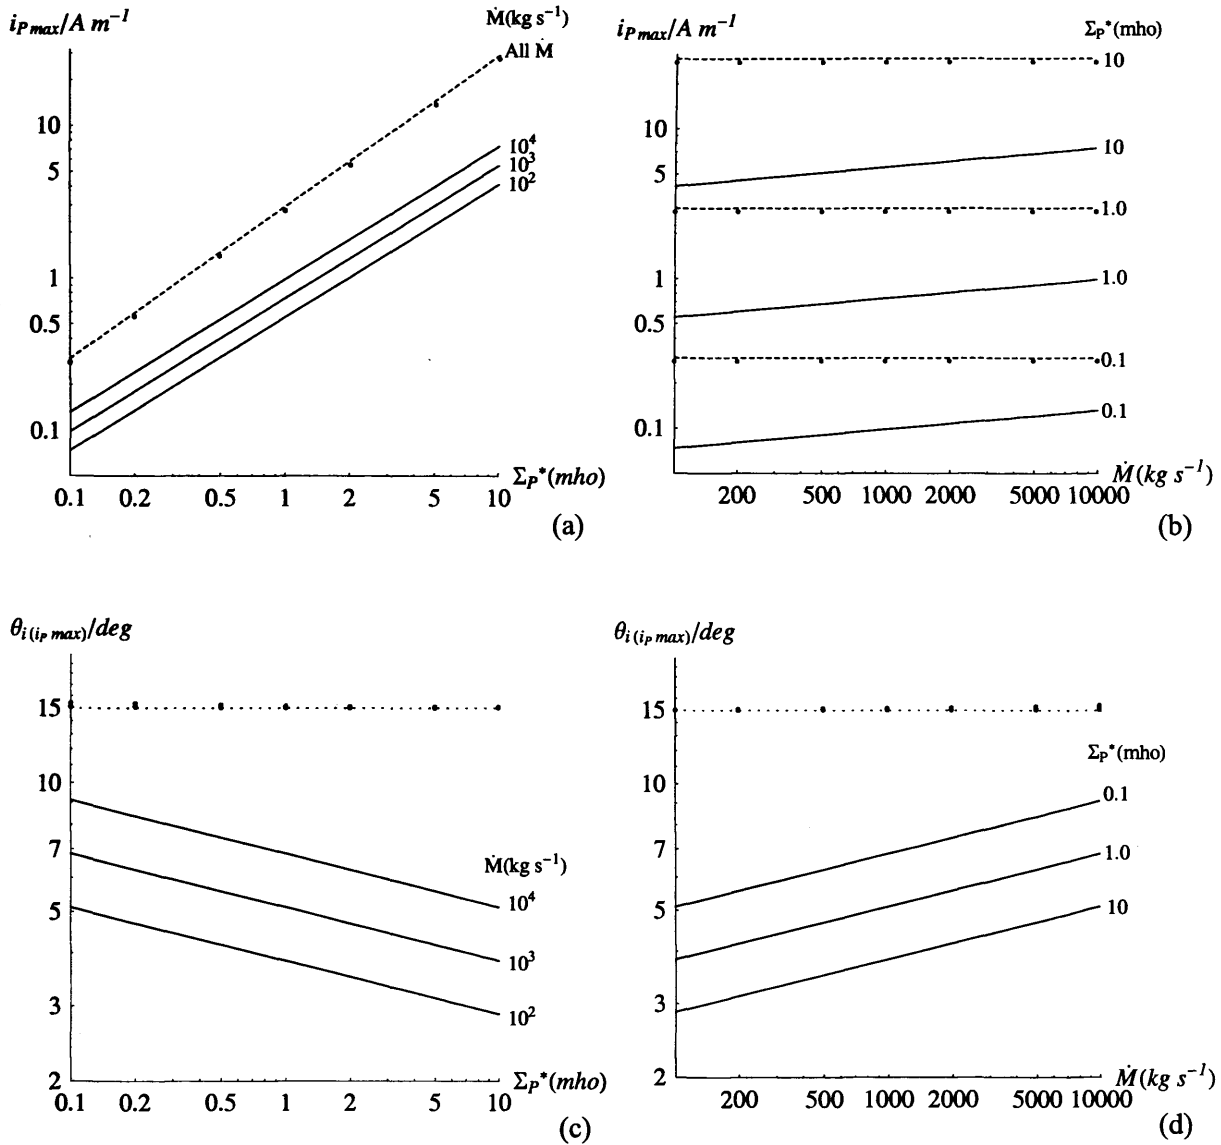 i_P max/A m^-1
Ṁ(kg s^-1)
All Ṁ
10
5
1
0.5
0.1
10^4
10^3
10^2
0.1 0.2 0.5 1 2 5 10
Σ_P*(mho)
(a)
i_P max/A m^-1
Σ_P*(mho)
10
5
1
0.5
0.1
10
10
1.0
1.0
0.1
0.1
200 500 1000 2000 5000 10000
Ṁ(kg s^-1)
(b)
θ_i (i_P max)/deg
15
10
7
5
3
2
Ṁ(kg s^-1)
10^4
10^3
10^2
0.1 0.2 0.5 1 2 5 10
Σ_P*(mho)
(c)
θ_i (i_P max)/deg
15
10
7
5
3
2
Σ_P*(mho)
0.1
1.0
10
200 500 1000 2000 5000 10000
Ṁ(kg s^-1)
(d)